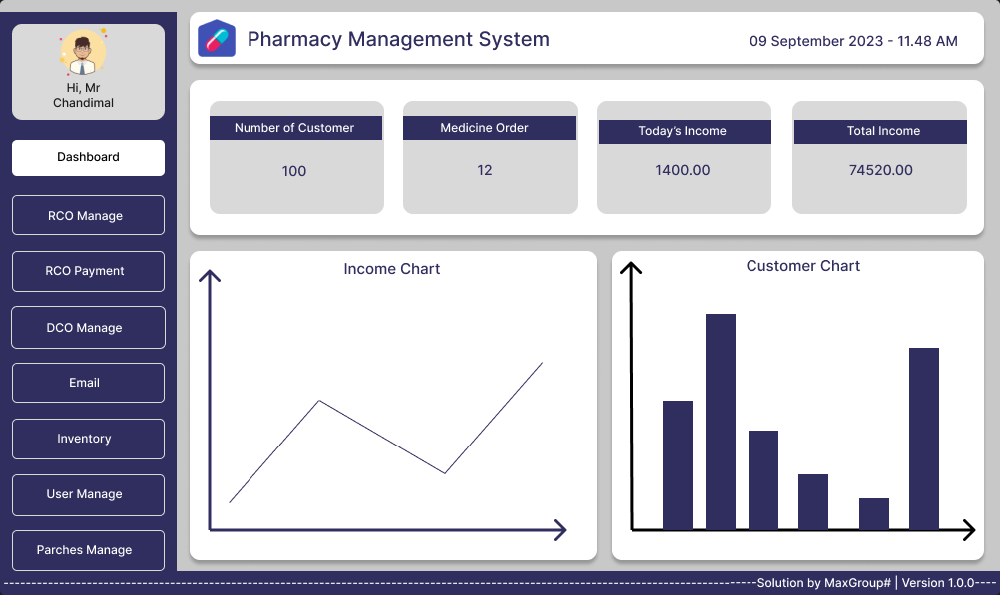 Hi, Mr
Chandimal
Dashboard
RCO Manage
RCO Payment
DCO Manage
Email
Inventory
User Manage
Parches Manage
Pharmacy Management System
09 September 2023 - 11.48 AM
Number of Customer
100
Medicine Order
12
Today's Income
1400.00
Total Income
74520.00
Income Chart
Customer Chart
Solution by MaxGroup# | Version 1.0.0----